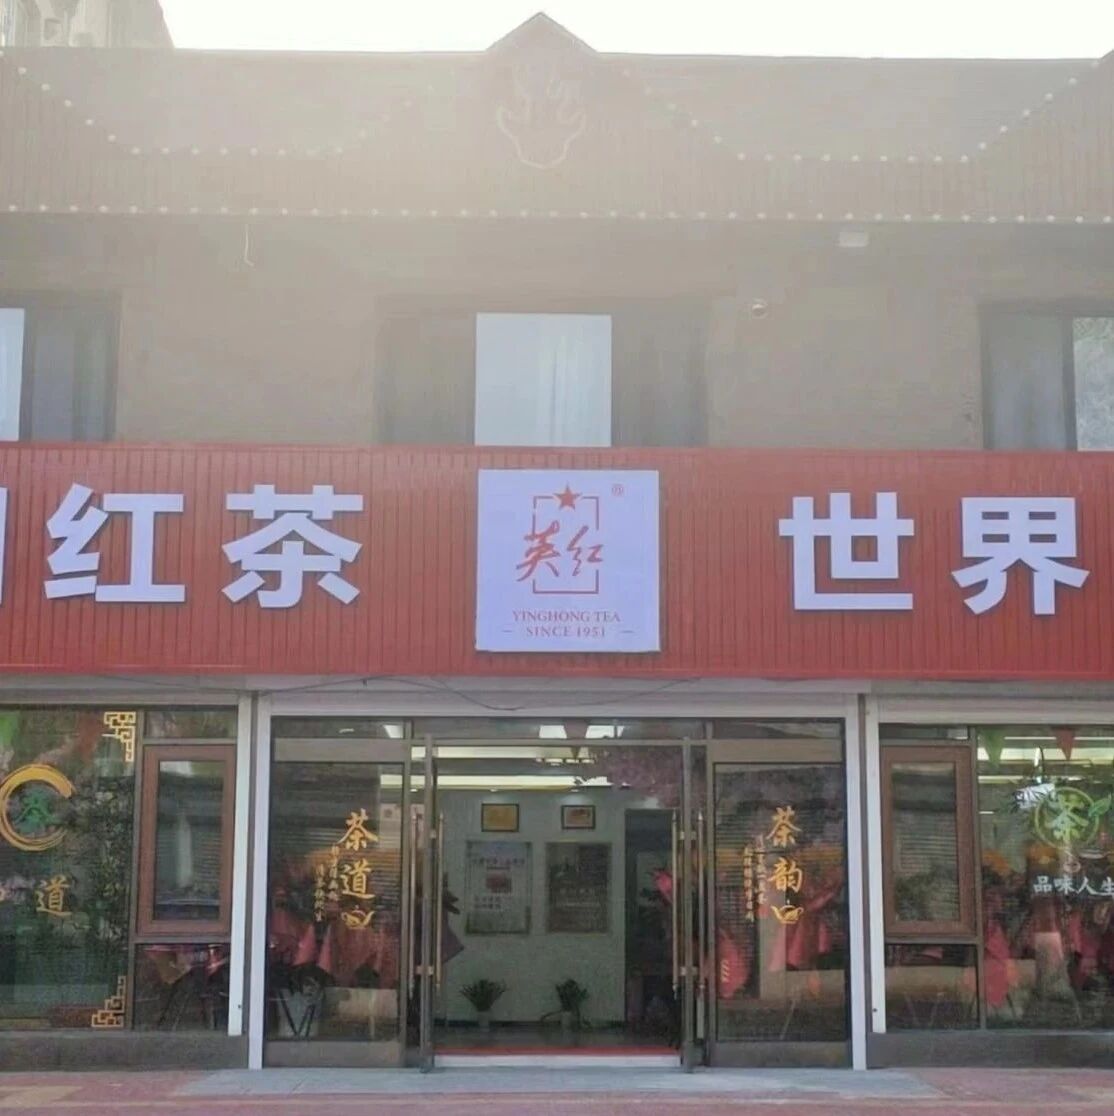 红茶
英红
®
YINGHONG TEA
SINCE 1951
世界
茶
道
茶道
茶韵
茶
品味人生